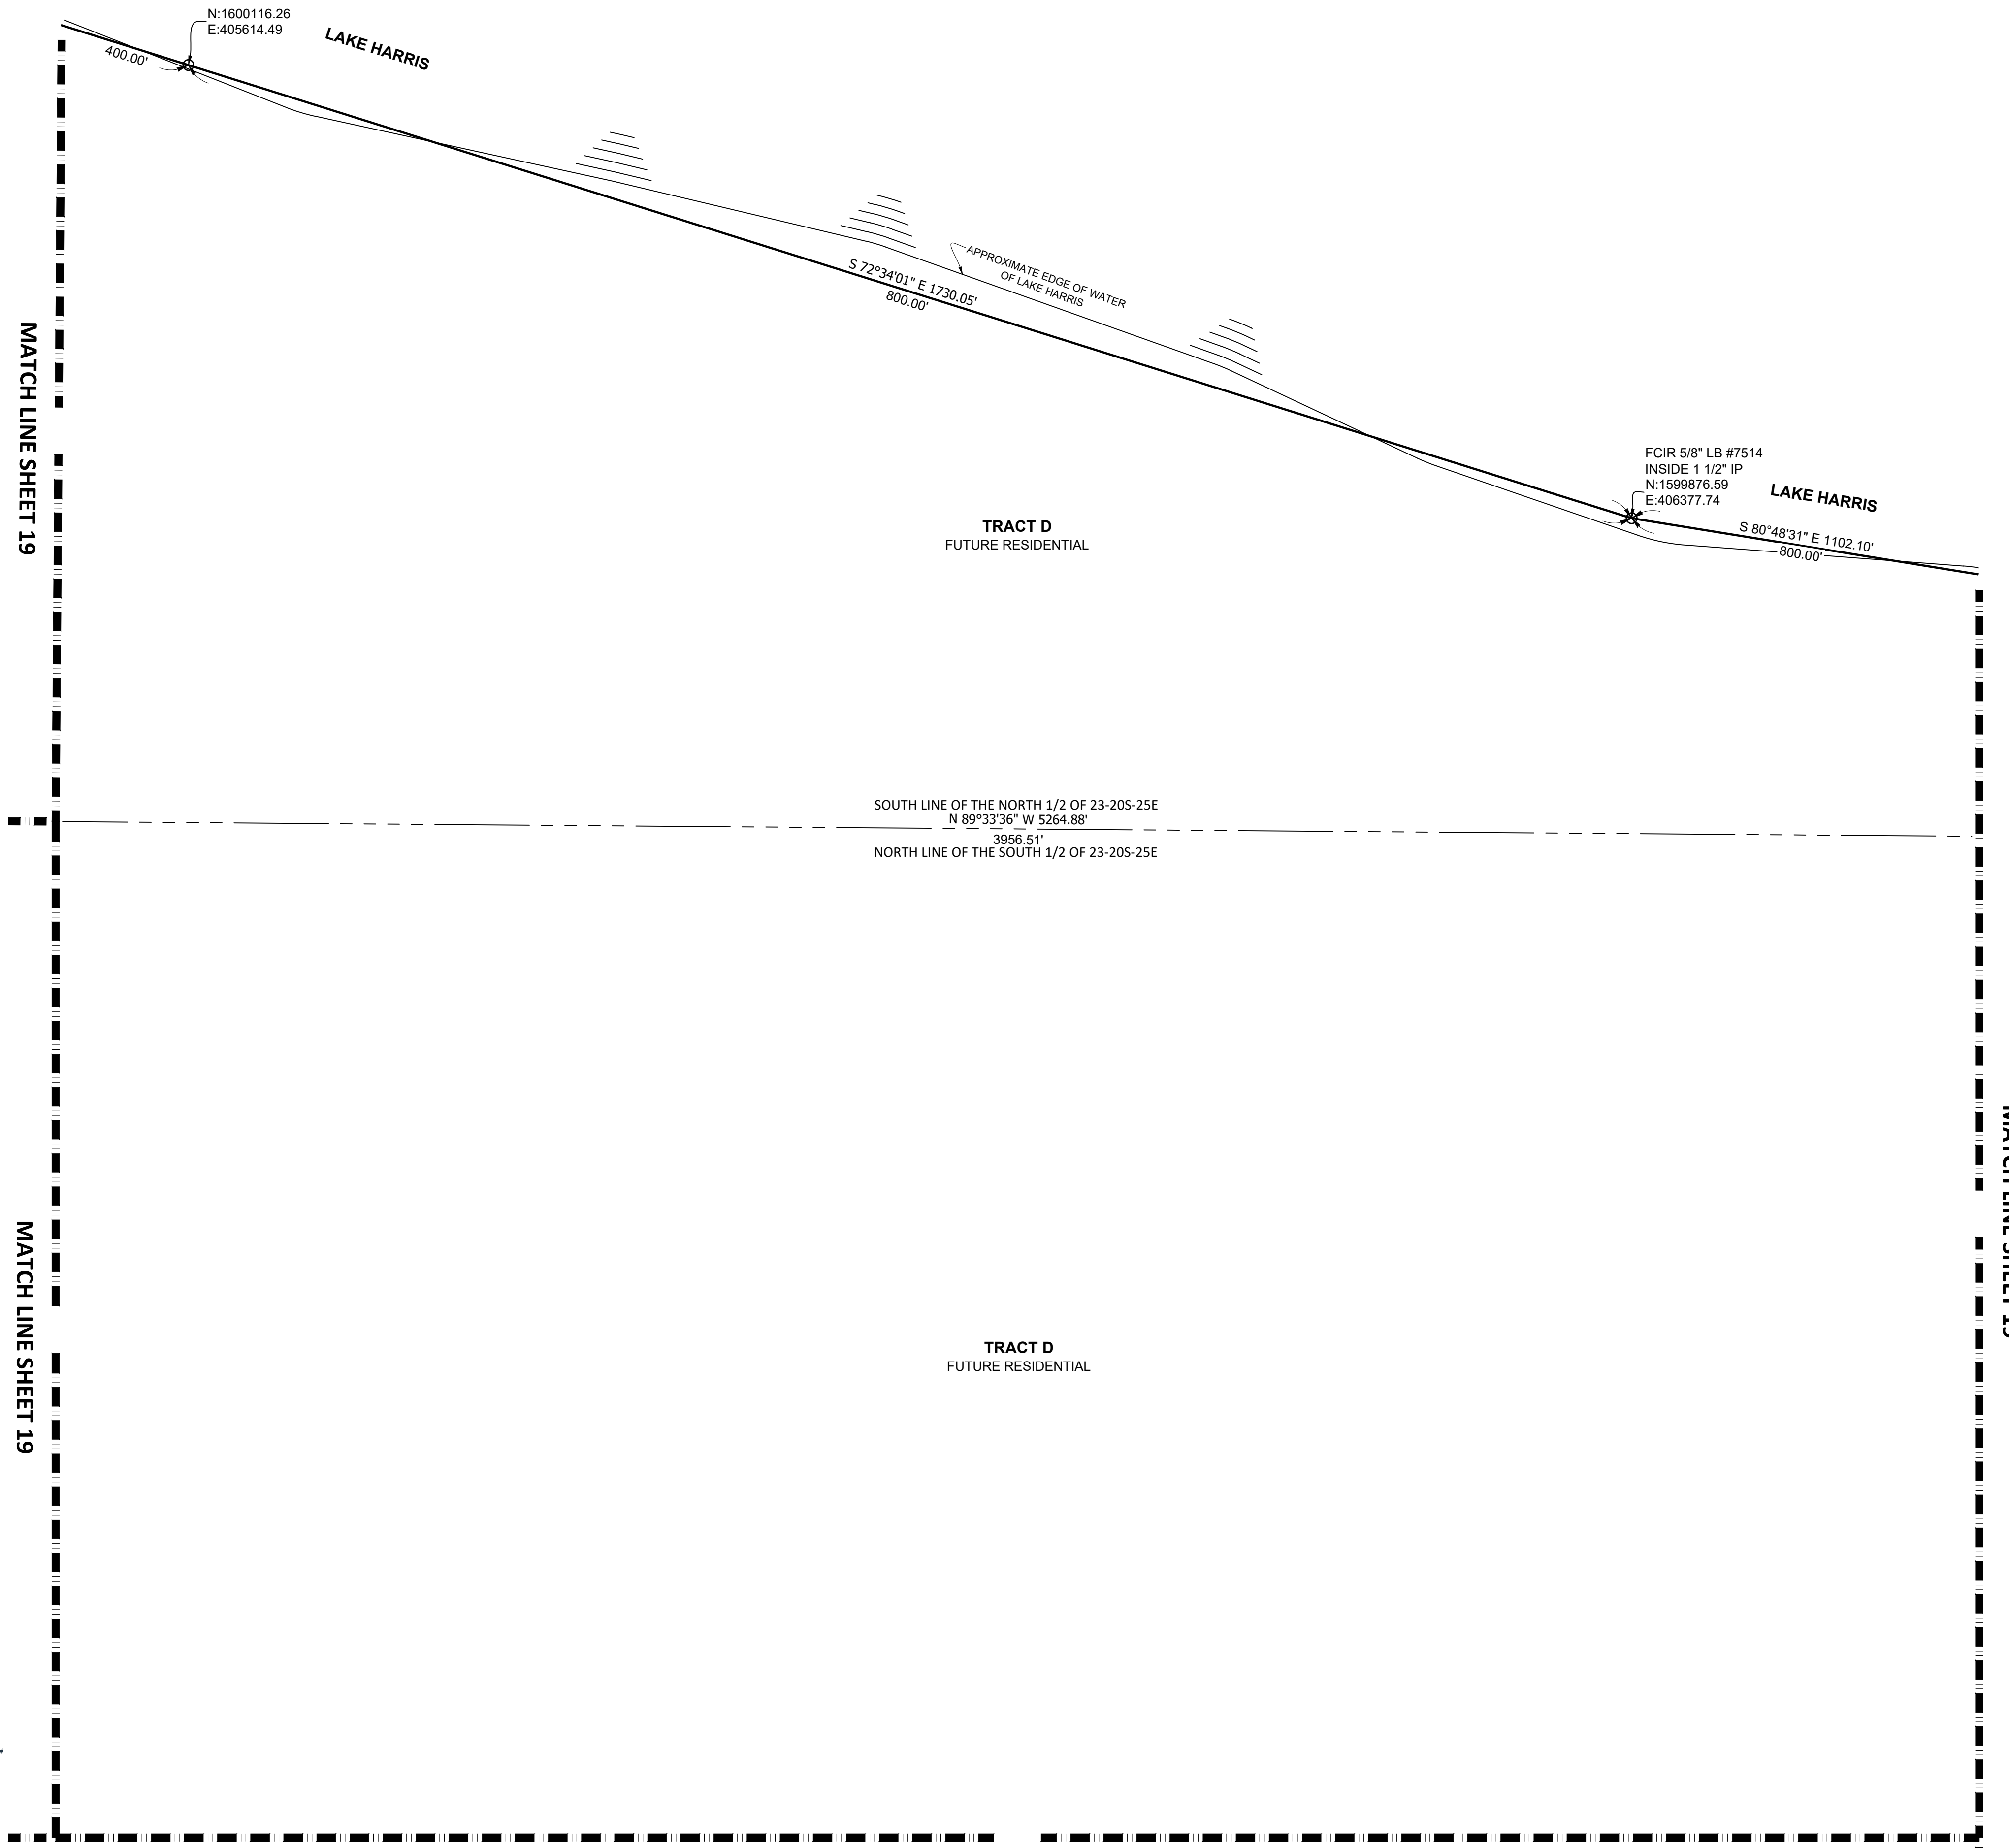 N:1600116.26
E:405614.49
LAKE HARRIS
400.00'
APPROXIMATE EDGE OF WATER
OF LAKE HARRIS
S 72°34'01" E 1730.05'
800.00'
MATCH LINE SHEET 19
FCIR 5/8" LB #7514
INSIDE 1 1/2" IP
N:1599876.59
E:406377.74
LAKE HARRIS
S 80°48'31" E 1102.10'
800.00'
TRACT D
FUTURE RESIDENTIAL
SOUTH LINE OF THE NORTH 1/2 OF 23-20S-25E
N 89°33'36" W 5264.88'
3956.51'
NORTH LINE OF THE SOUTH 1/2 OF 23-20S-25E
MATCH LINE SHEET 19
TRACT D
FUTURE RESIDENTIAL
MATCH LINE SHEET